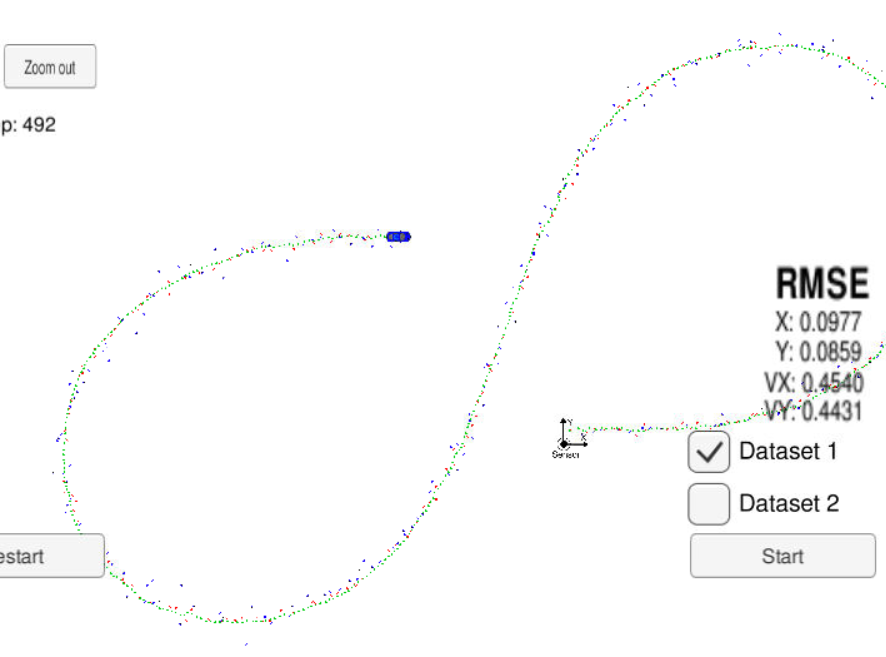 Zoom out
p: 492
RMSE
X: 0.0977
Y: 0.0859
VX: 0.4540
VY: 0.4431
Y
X
Sensor
Dataset 1
Dataset 2
estart
Start